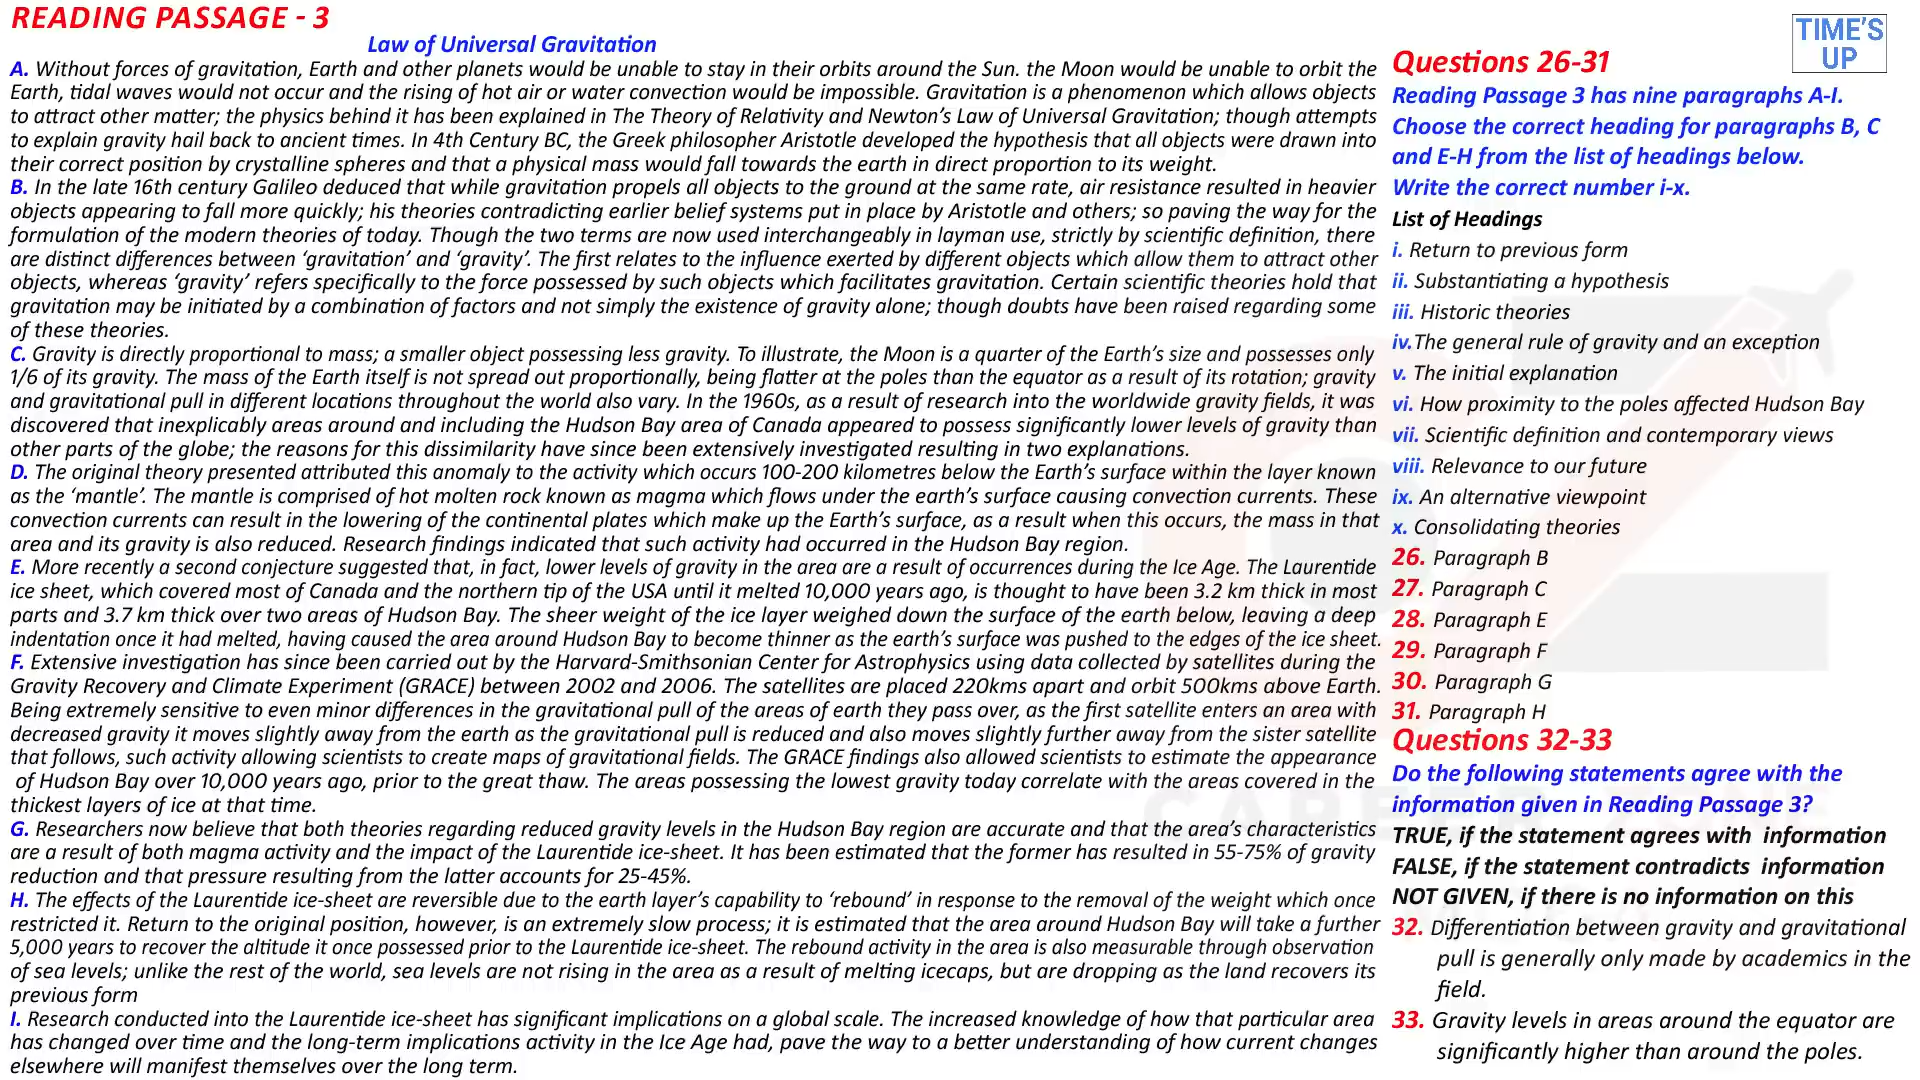 READING PASSAGE - 3
Law of Universal Gravitation
A. Without forces of gravitation, Earth and other planets would be unable to stay in their orbits around the Sun. the Moon would be unable to orbit the
Earth, tidal waves would not occur and the rising of hot air or water convection would be impossible. Gravitation is a phenomenon which allows objects
to attract other matter; the physics behind it has been explained in The Theory of Relativity and Newton's Law of Universal Gravitation; though attempts
to explain gravity hail back to ancient times. In 4th Century BC, the Greek philosopher Aristotle developed the hypothesis that all objects were drawn into
their correct position by crystalline spheres and that a physical mass would fall towards the earth in direct proportion to its weight.
B. In the late 16th century Galileo deduced that while gravitation propels all objects to the ground at the same rate, air resistance resulted in heavier
objects appearing to fall more quickly; his theories contradicting earlier belief systems put in place by Aristotle and others; so paving the way for the
formulation of the modern theories of today. Though the two terms are now used interchangeably in layman use, strictly by scientific definition, there
are distinct differences between 'gravitation' and 'gravity'. The first relates to the influence exerted by different objects which allow them to attract other
objects, whereas 'gravity' refers specifically to the force possessed by such objects which facilitates gravitation. Certain scientific theories hold that
gravitation may be initiated by a combination of factors and not simply the existence of gravity alone; though doubts have been raised regarding some
of these theories.
C. Gravity is directly proportional to mass; a smaller object possessing less gravity. To illustrate, the Moon is a quarter of the Earth's size and possesses only
1/6 of its gravity. The mass of the Earth itself is not spread out proportionally, being flatter at the poles than the equator as a result of its rotation; gravity
and gravitational pull in different locations throughout the world also vary. In the 1960s, as a result of research into the worldwide gravity fields, it was
discovered that inexplicably areas around and including the Hudson Bay area of Canada appeared to possess significantly lower levels of gravity than
other parts of the globe; the reasons for this dissimilarity have since been extensively investigated resulting in two explanations.
D. The original theory presented attributed this anomaly to the activity which occurs 100-200 kilometres below the Earth's surface within the layer known
as the 'mantle'. The mantle is comprised of hot molten rock known as magma which flows under the earth's surface causing convection currents. These
convection currents can result in the lowering of the continental plates which make up the Earth's surface, as a result when this occurs, the mass in that
area and its gravity is also reduced. Research findings indicated that such activity had occurred in the Hudson Bay region.
E. More recently a second conjecture suggested that, in fact, lower levels of gravity in the area are a result of occurrences during the Ice Age. The Laurentide
ice sheet, which covered most of Canada and the northern tip of the USA until it melted 10,000 years ago, is thought to have been 3.2 km thick in most
parts and 3.7 km thick over two areas of Hudson Bay. The sheer weight of the ice layer weighed down the surface of the earth below, leaving a deep
indentation once it had melted, having caused the area around Hudson Bay to become thinner as the earth's surface was pushed to the edges of the ice sheet.
F. Extensive investigation has since been carried out by the Harvard-Smithsonian Center for Astrophysics using data collected by satellites during the
Gravity Recovery and Climate Experiment (GRACE) between 2002 and 2006. The satellites are placed 220kms apart and orbit 500kms above Earth.
Being extremely sensitive to even minor differences in the gravitational pull of the areas of earth they pass over, as the first satellite enters an area with
decreased gravity it moves slightly away from the earth as the gravitational pull is reduced and also moves slightly further away from the sister satellite
that follows, such activity allowing scientists to create maps of gravitational fields. The GRACE findings also allowed scientists to estimate the appearance
of Hudson Bay over 10,000 years ago, prior to the great thaw. The areas possessing the lowest gravity today correlate with the areas covered in the
thickest layers of ice at that time.
G. Researchers now believe that both theories regarding reduced gravity levels in the Hudson Bay region are accurate and that the area's characteristics
are a result of both magma activity and the impact of the Laurentide ice-sheet. It has been estimated that the former has resulted in 55-75% of gravity
reduction and that pressure resulting from the latter accounts for 25-45%.
H. The effects of the Laurentide ice-sheet are reversible due to the earth layer's capability to 'rebound' in response to the removal of the weight which once
restricted it. Return to the original position, however, is an extremely slow process; it is estimated that the area around Hudson Bay will take a further
5,000 years to recover the altitude it once possessed prior to the Laurentide ice-sheet. The rebound activity in the area is also measurable through observation
of sea levels; unlike the rest of the world, sea levels are not rising in the area as a result of melting icecaps, but are dropping as the land recovers its
previous form
I. Research conducted into the Laurentide ice-sheet has significant implications on a global scale. The increased knowledge of how that particular area
has changed over time and the long-term implications activity in the Ice Age had, pave the way to a better understanding of how current changes
elsewhere will manifest themselves over the long term.
TIME'S
UP
Questions 26-31
Reading Passage 3 has nine paragraphs A-I.
Choose the correct heading for paragraphs B, C
and E-H from the list of headings below.
Write the correct number i-x.
List of Headings
i. Return to previous form
ii. Substantiating a hypothesis
iii. Historic theories
iv.The general rule of gravity and an exception
v. The initial explanation
vi. How proximity to the poles affected Hudson Bay
vii. Scientific definition and contemporary views
viii. Relevance to our future
ix. An alternative viewpoint
x. Consolidating theories
26. Paragraph B
27. Paragraph C
28. Paragraph E
29. Paragraph F
30. Paragraph G
31. Paragraph H
Questions 32-33
Do the following statements agree with the
information given in Reading Passage 3?
TRUE, if the statement agrees with information
FALSE, if the statement contradicts information
NOT GIVEN, if there is no information on this
32. Differentiation between gravity and gravitational
pull is generally only made by academics in the
field.
33. Gravity levels in areas around the equator are
significantly higher than around the poles.